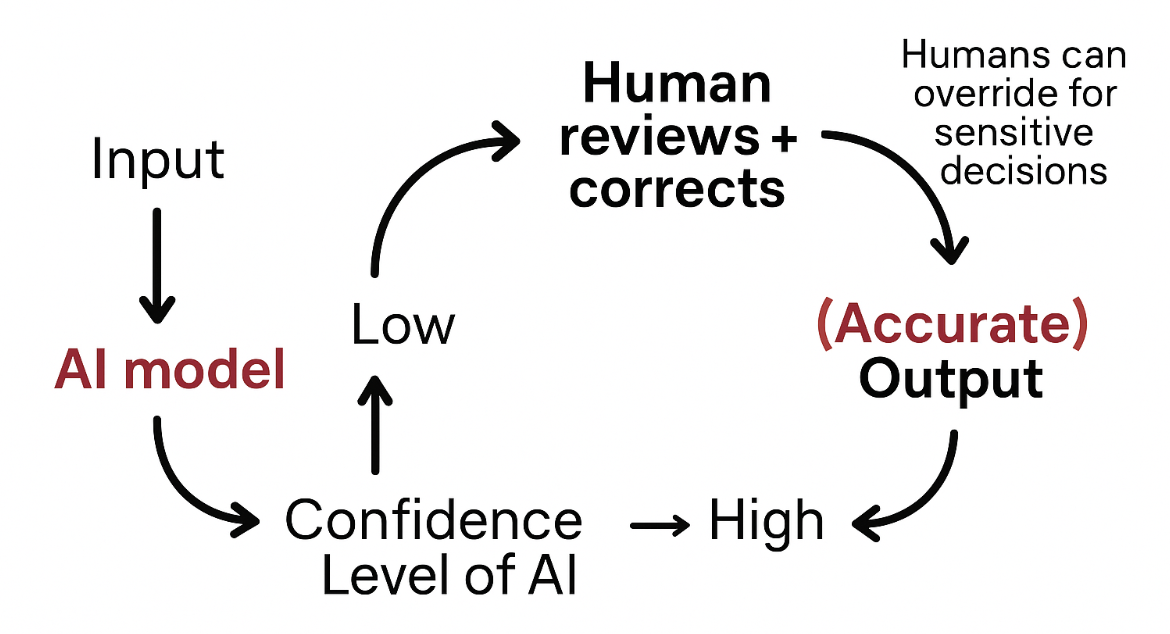 Input
AI model
Confidence
Level of AI
Low
High
Human
reviews +
corrects
Humans can
override for
sensitive
decisions
(Accurate)
Output